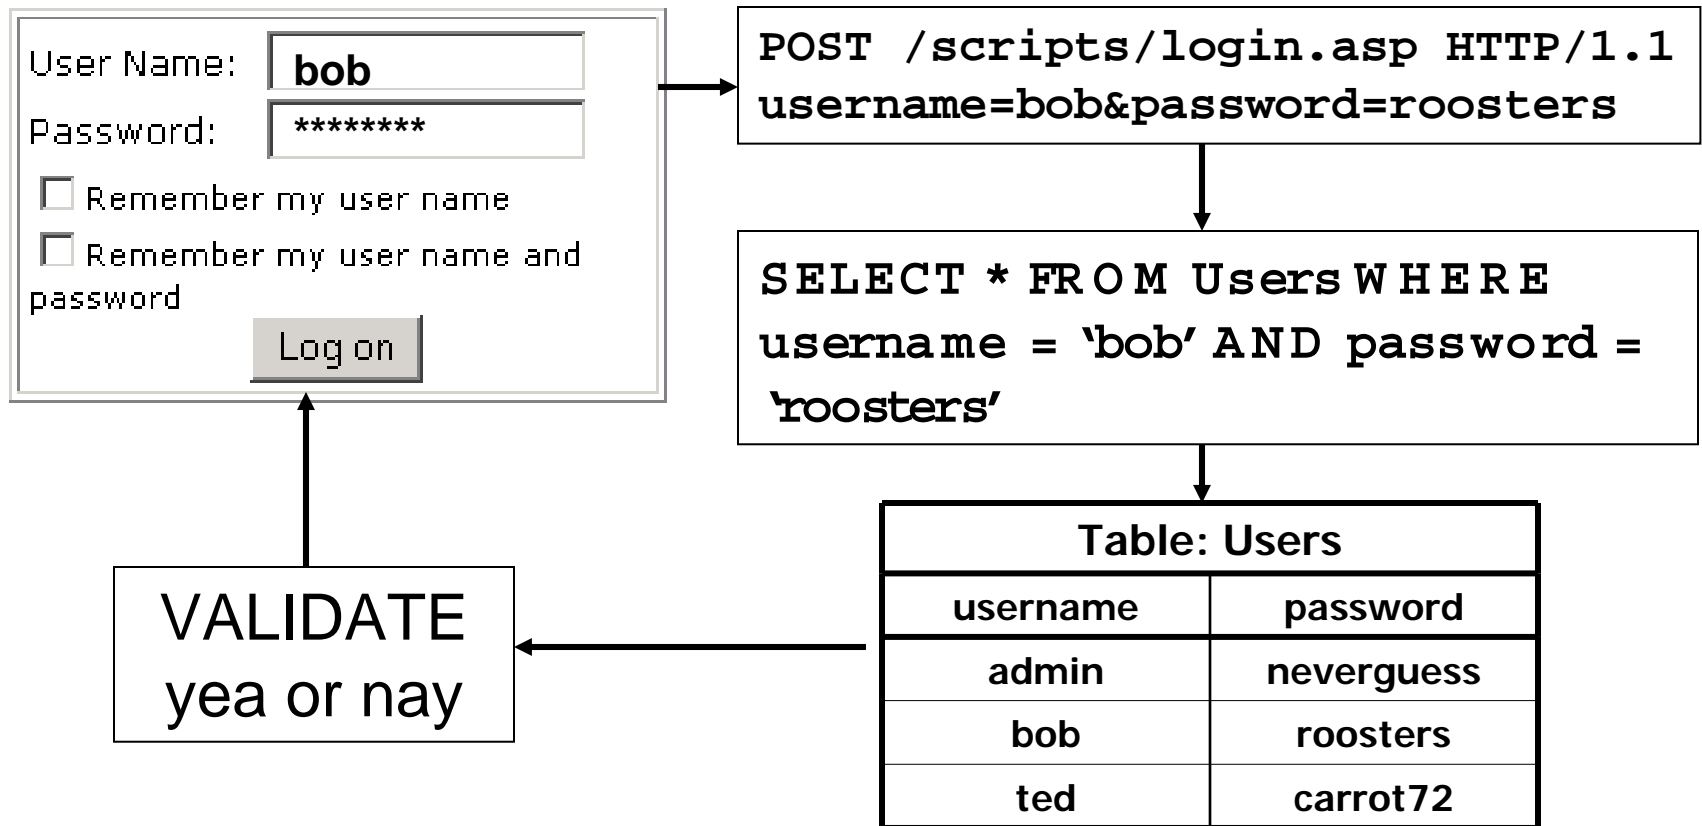 User Name: bob
Password: ********
Remember my user name
Remember my user name and
password
Log on
POST /scripts/login.asp HTTP/1.1
username=bob&password=roosters
SELECT * FROM Users WHERE
username = ‘bob’ AND password =
‘roosters’
Table: Users
username password
admin neverguess
bob roosters
ted carrot72
VALIDATE
yea or nay